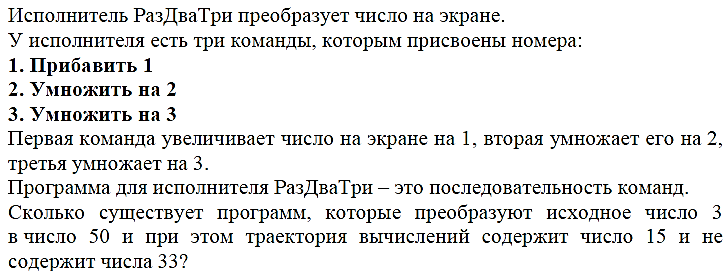 Исполнитель РазДваТри преобразует число на экране.
У исполнителя есть три команды, которым присвоены номера:
1. Прибавить 1
2. Умножить на 2
3. Умножить на 3
Первая команда увеличивает число на экране на 1, вторая умножает его на 2,
третья умножает на 3.
Программа для исполнителя РазДваТри – это последовательность команд.
Сколько существует программ, которые преобразуют исходное число 3
в число 50 и при этом траектория вычислений содержит число 15 и не
содержит числа 33?